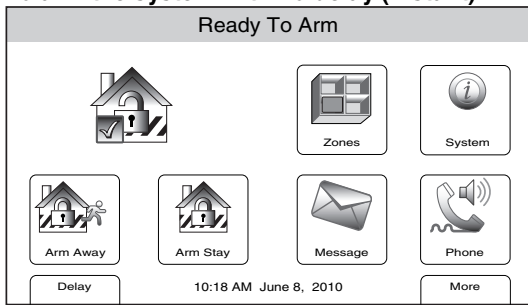 Ready To Arm
Zones
System
Arm Away
Arm Stay
Message
Phone
Delay
10:18 AM June 8, 2010
More